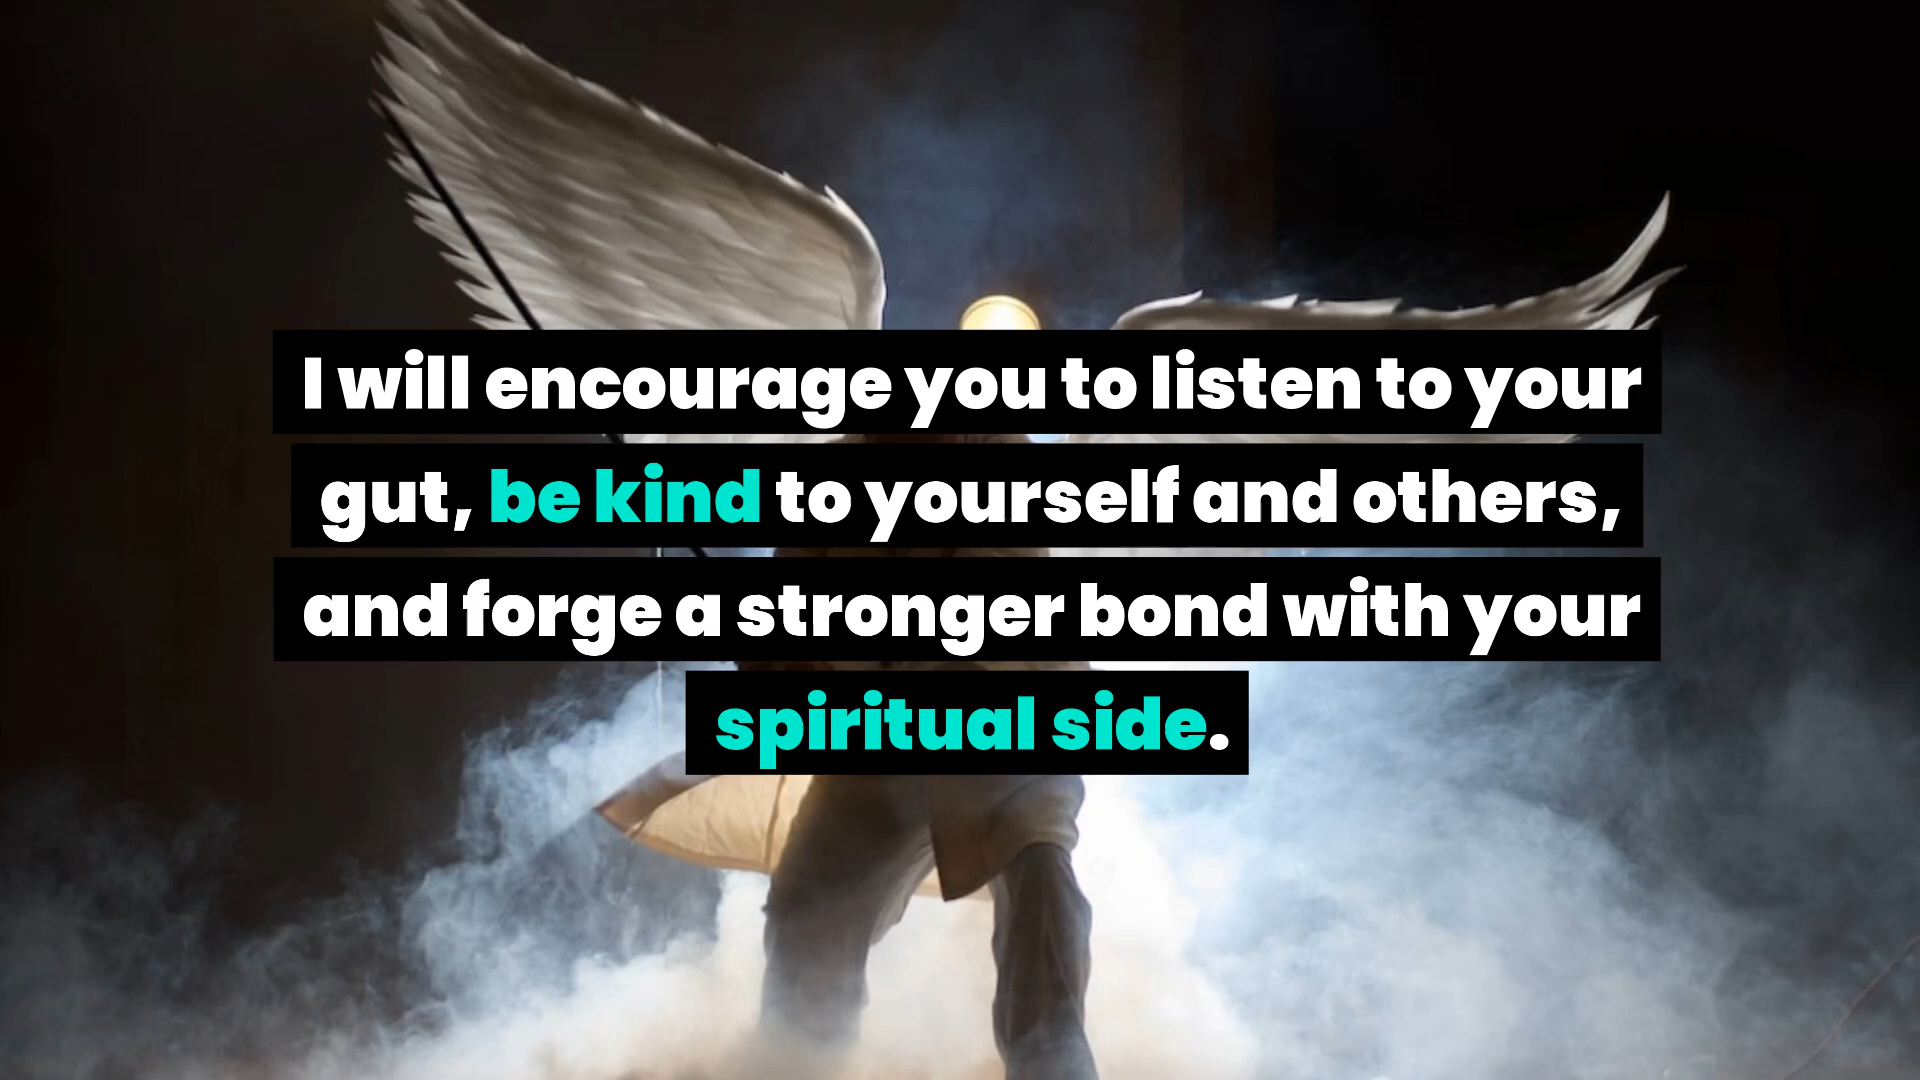 I will encourage you to listen to your
gut, be kind to yourself and others,
and forge a stronger bond with your
spiritual side.